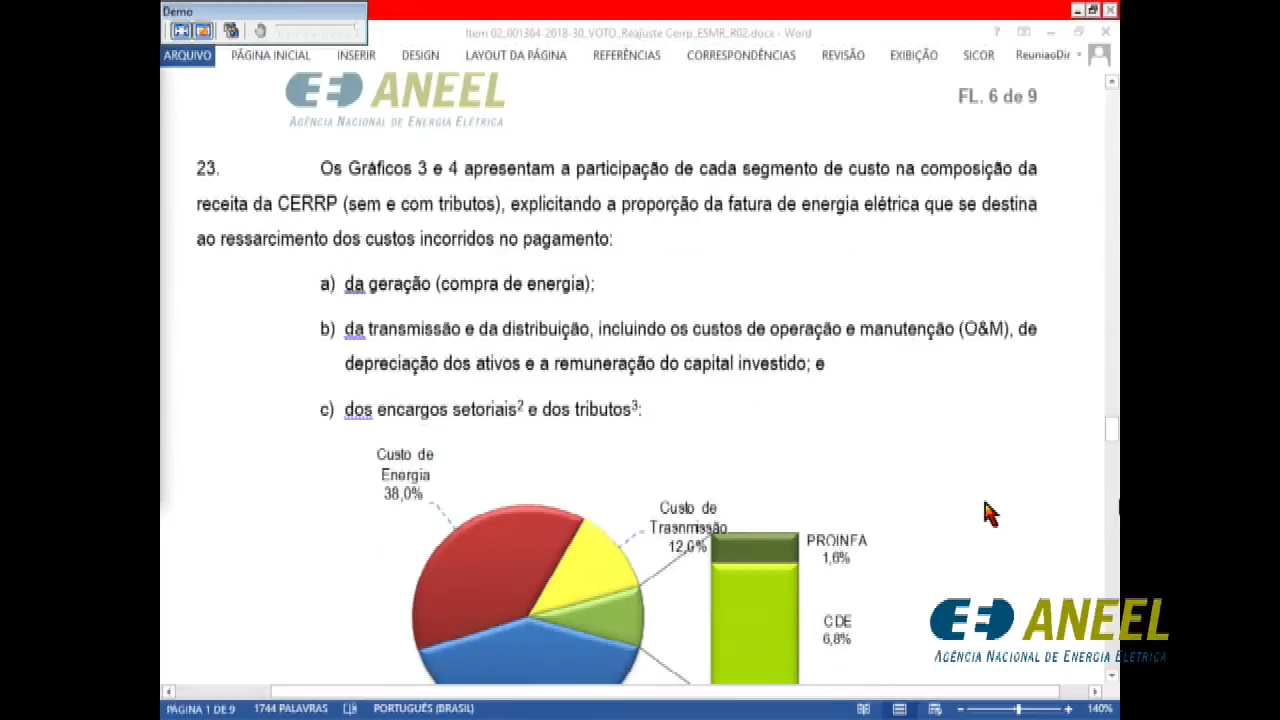 Demo
Item 02_001364-2018-30_VOTO_Reajuste Cerrp_ESMR_R02.docx - Word
ARQUIVO PÁGINA INICIAL INSERIR DESIGN LAYOUT DA PÁGINA REFERÊNCIAS CORRESPONDÊNCIAS REVISÃO EXIBIÇÃO SICOR ReuniaoDir
ANEEL
AGÊNCIA NACIONAL DE ENERGIA ELÉTRICA
FL. 6 de 9
23. Os Gráficos 3 e 4 apresentam a participação de cada segmento de custo na composição da
receita da CERRP (sem e com tributos), explicitando a proporção da fatura de energia elétrica que se destina
ao ressarcimento dos custos incorridos no pagamento:
a) da geração (compra de energia);
b) da transmissão e da distribuição, incluindo os custos de operação e manutenção (O&M), de
depreciação dos ativos e a remuneração do capital investido; e
c) dos encargos setoriais² e dos tributos³:
Custo de
Energia
38,0%
Custo de
Trasnmissão
12,6%
PROINFA
1,6%
CDE
6,8%
ANEEL
AGÊNCIA NACIONAL DE ENERGIA ELÉTRICA
PÁGINA 1 DE 9 1744 PALAVRAS PORTUGUÊS (BRASIL) 140%